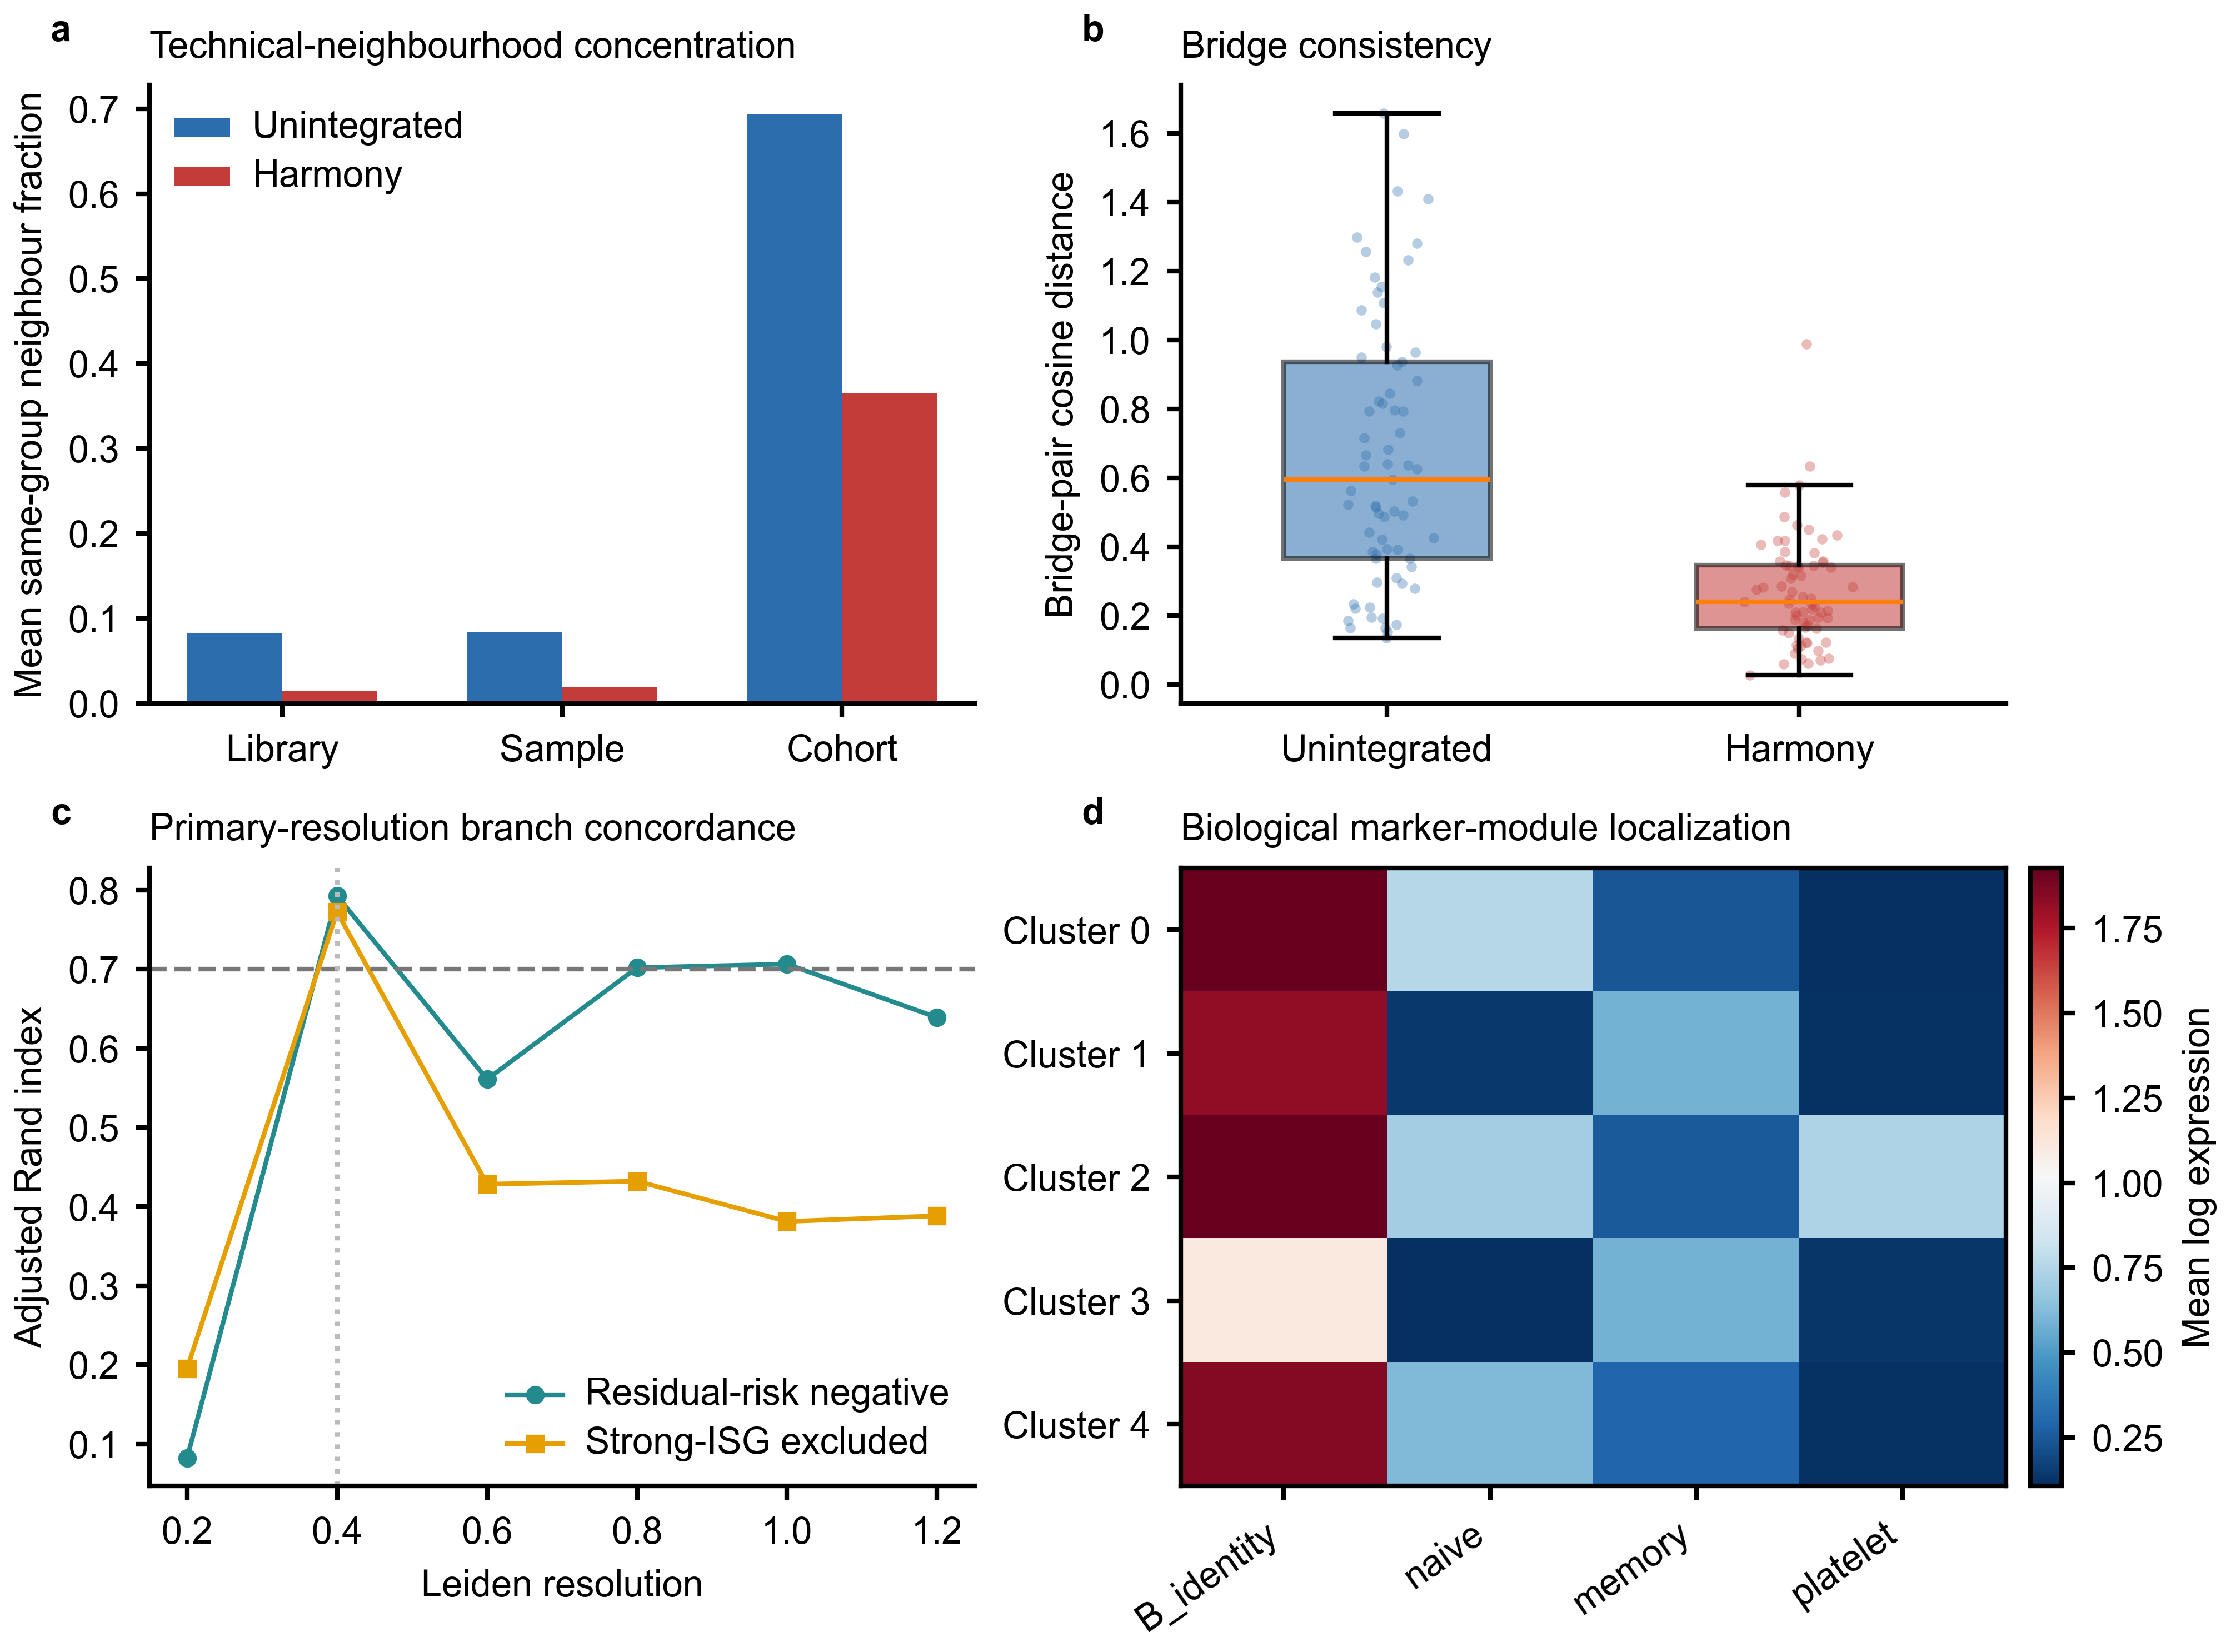 a
Technical-neighbourhood concentration
Mean same-group neighbour fraction
0.7
0.6
0.5
0.4
0.3
0.2
0.1
0.0
Unintegrated
Harmony
Library
Sample
Cohort
b
Bridge consistency
Bridge-pair cosine distance
1.6
1.4
1.2
1.0
0.8
0.6
0.4
0.2
0.0
Unintegrated
Harmony
c
Primary-resolution branch concordance
Adjusted Rand index
0.8
0.7
0.6
0.5
0.4
0.3
0.2
0.1
Residual-risk negative
Strong-ISG excluded
0.2
0.4
0.6
0.8
1.0
1.2
Leiden resolution
d
Biological marker-module localization
Cluster 0
Cluster 1
Cluster 2
Cluster 3
Cluster 4
B_identity
naive
memory
platelet
1.75
1.50
1.25
1.00
0.75
0.50
0.25
Mean log expression